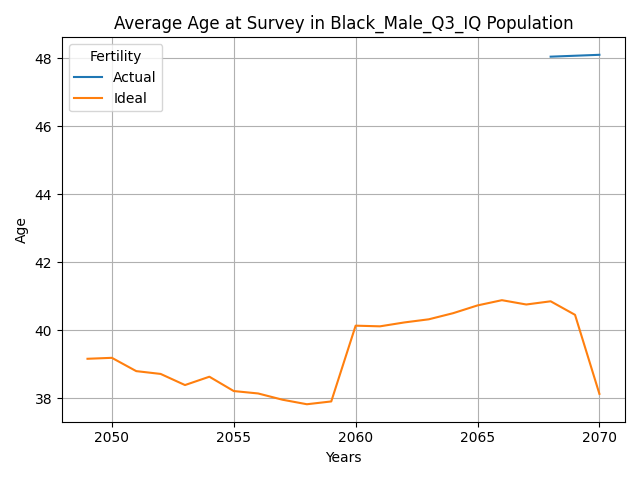 Average Age at Survey in Black_Male_Q3_IQ Population
Fertility
Actual
Ideal
48
46
44
42
40
38
Age
2050 2055 2060 2065 2070
Years